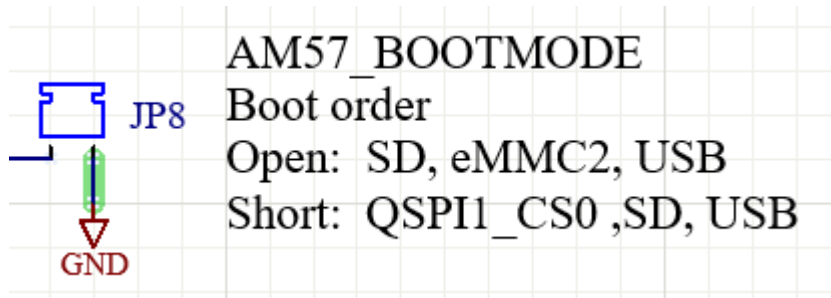 AM57_BOOTMODE
JP8
Boot order
Open: SD, eMMC2, USB
Short: QSPI1_CS0 ,SD, USB
GND